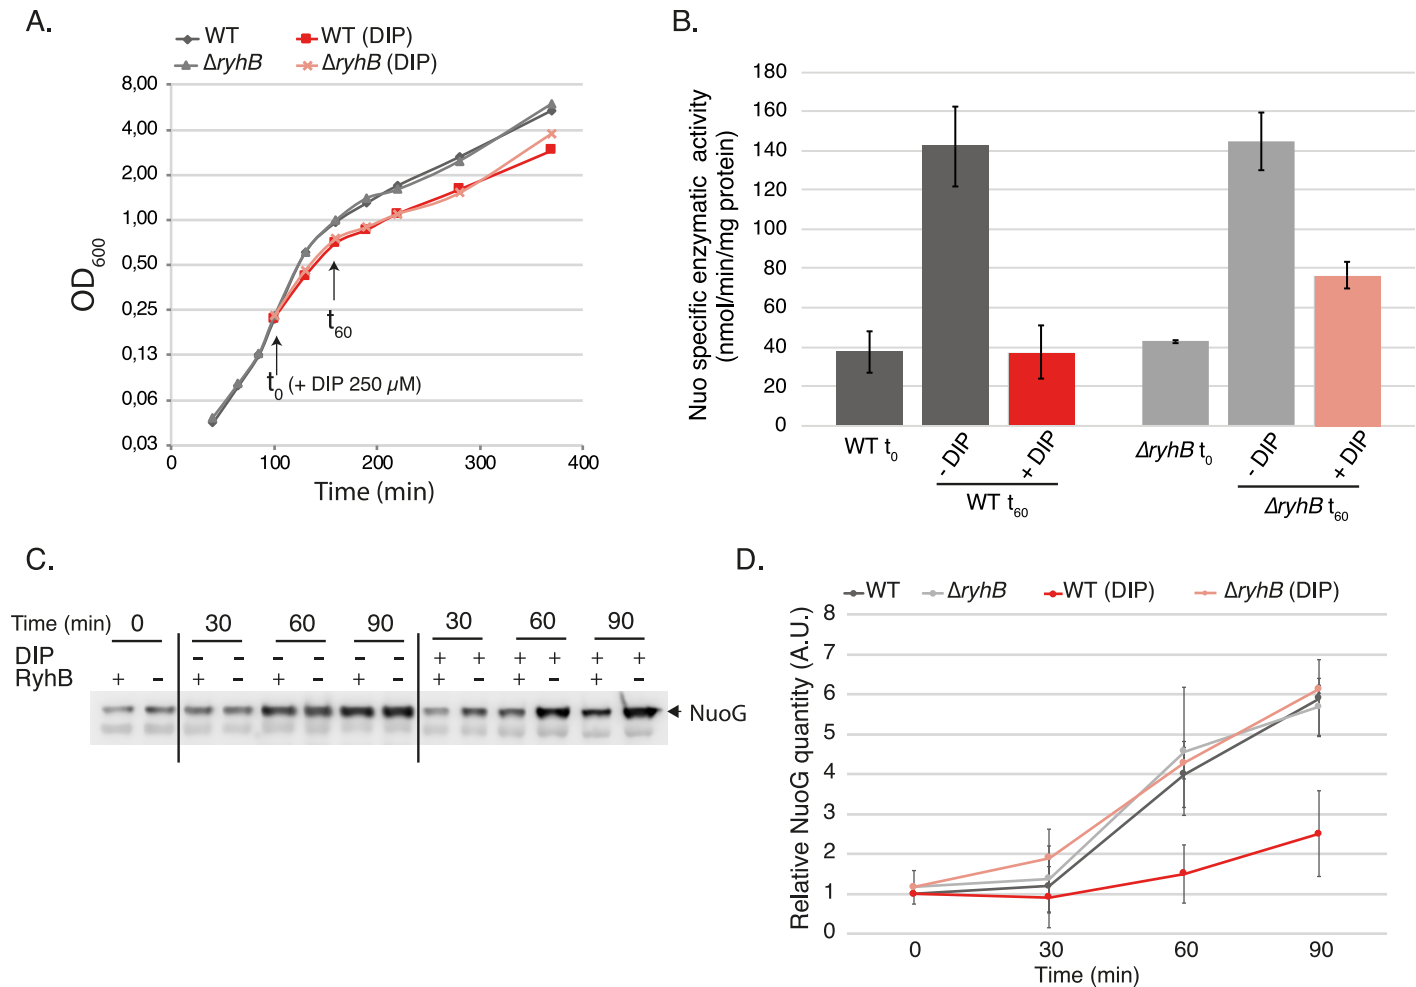 A.
WT
WT (DIP)
ΔryhB
ΔryhB (DIP)
8,00
4,00
2,00
1,00
0,50
0,25
0,13
0,06
0,03
OD600
t60
t0 (+ DIP 250 µM)
0 100 200 300 400
Time (min)
B.
Nuo specific enzymatic activity
(nmol/min/mg protein)
180
160
140
120
100
80
60
40
20
0
WT t0
- DIP
+ DIP
WT t60
ΔryhB t0
- DIP
+ DIP
ΔryhB t60
C.
Time (min) 0 30 60 90 30 60 90
DIP - - - - - - + + + + + +
RyhB + - + - + - + - + - + - + -
NuoG
D.
WT ΔryhB WT (DIP) ΔryhB (DIP)
Relative NuoG quantity (A.U.)
8
7
6
5
4
3
2
1
0
0 30 60 90
Time (min)